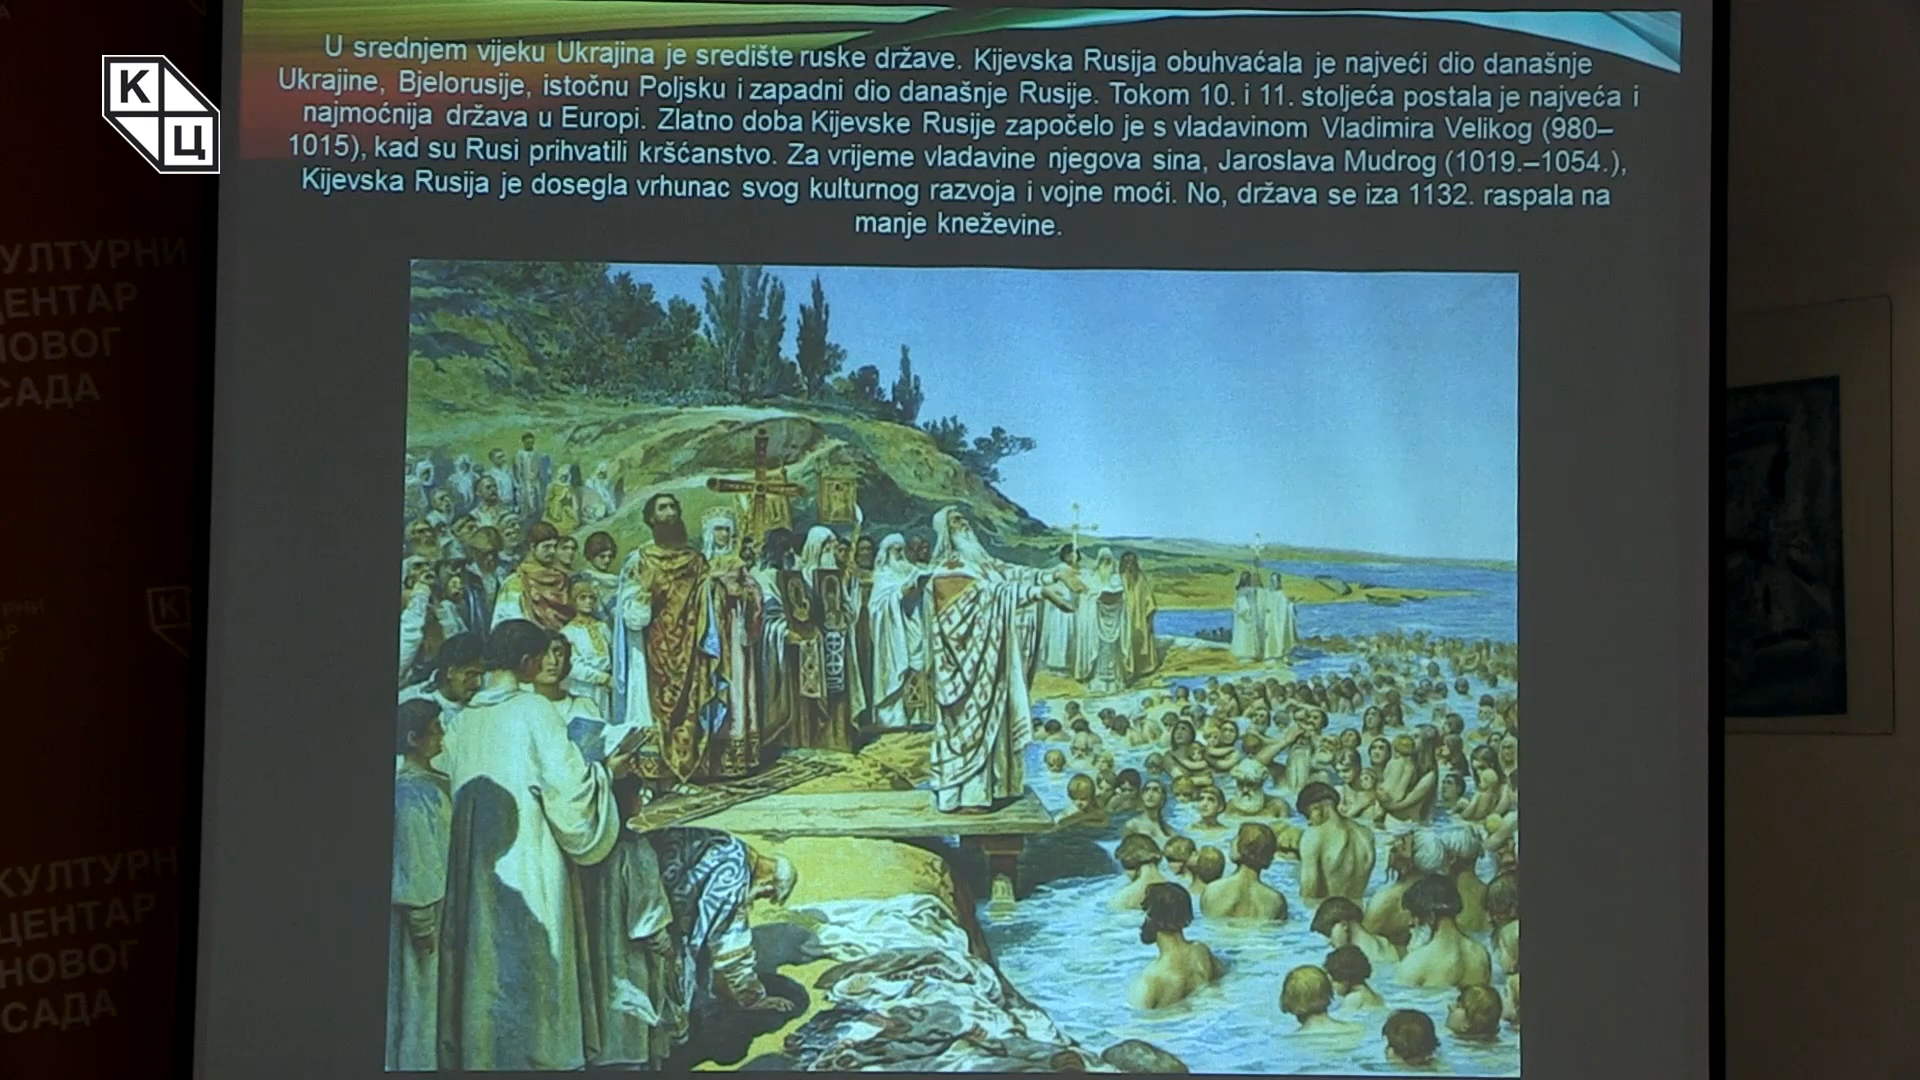 К
Ц
U srednjem vijeku Ukrajina je središte ruske države. Kijevska Rusija obuhvaćala je najveći dio današnje
Ukrajine, Bjelorusije, istočnu Poljsku i zapadni dio današnje Rusije. Tokom 10. i 11. stoljeća postala je najveća i
najmoćnija država u Europi. Zlatno doba Kijevske Rusije započelo je s vladavinom Vladimira Velikog (980–
1015), kad su Rusi prihvatili kršćanstvo. Za vrijeme vladavine njegova sina, Jaroslava Mudrog (1019.–1054.),
Kijevska Rusija je dosegla vrhunac svog kulturnog razvoja i vojne moći. No, država se iza 1132. raspala na
manje kneževine.
УЛТУРНИ
ЦЕНТАР
НОВОГ
САДА
К
КУЛТУРН
ЦЕНТАР
НОВОГ
САДА